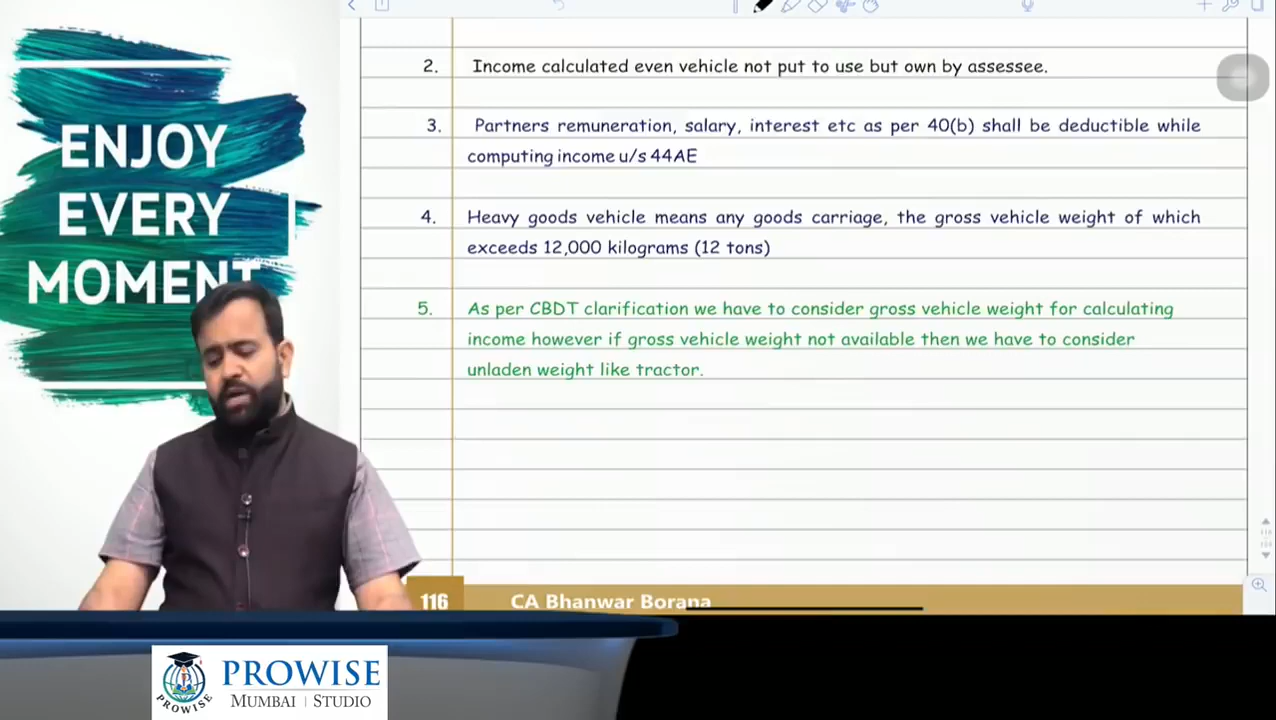 ENJOY
EVERY
MOMENT
2. Income calculated even vehicle not put to use but own by assessee.
3. Partners remuneration, salary, interest etc as per 40(b) shall be deductible while
computing income u/s 44AE
4. Heavy goods vehicle means any goods carriage, the gross vehicle weight of which
exceeds 12,000 kilograms (12 tons)
5. As per CBDT clarification we have to consider gross vehicle weight for calculating
income however if gross vehicle weight not available then we have to consider
unladen weight like tractor.
116 CA Bhanwar Borana
PROWISE
PROWISE
MUMBAI | STUDIO